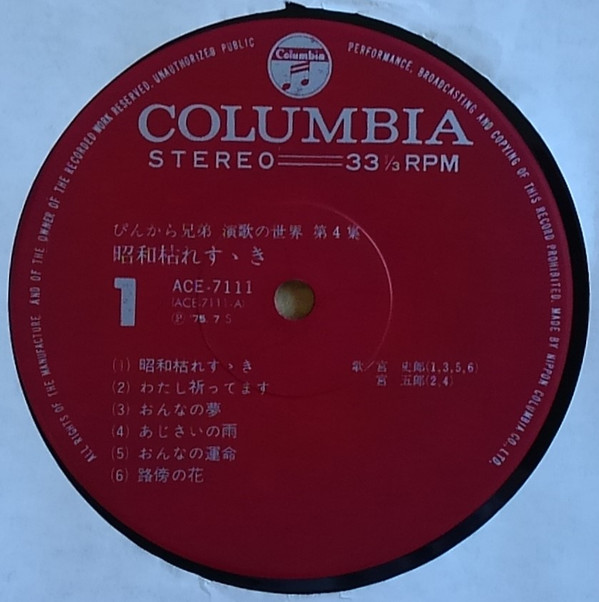 Columbia
ALL RIGHTS OF THE MANUFACTURE AND OF THE OWNER OF THE RECORDED WORK RESERVED. UNAUTHORIZED PUBLIC PERFORMANCE, BROADCASTING AND COPYING OF THIS RECORD PROHIBITED. MADE BY NIPPON COLUMBIA CO., LTD.
COLUMBIA
STEREO 33 1/3 RPM
ぴんから兄弟 演歌の世界 第4集
昭和枯れすゝき
1
ACE-7111
(ACE-7111-A)
Ⓟ '75. 7 S
(1) 昭和枯れすゝき
(2) わたし祈ってます
(3) おんなの夢
(4) あじさいの雨
(5) おんなの運命
(6) 路傍の花
歌／宮 史郎(1,3,5,6)
宮 五郎(2,4)